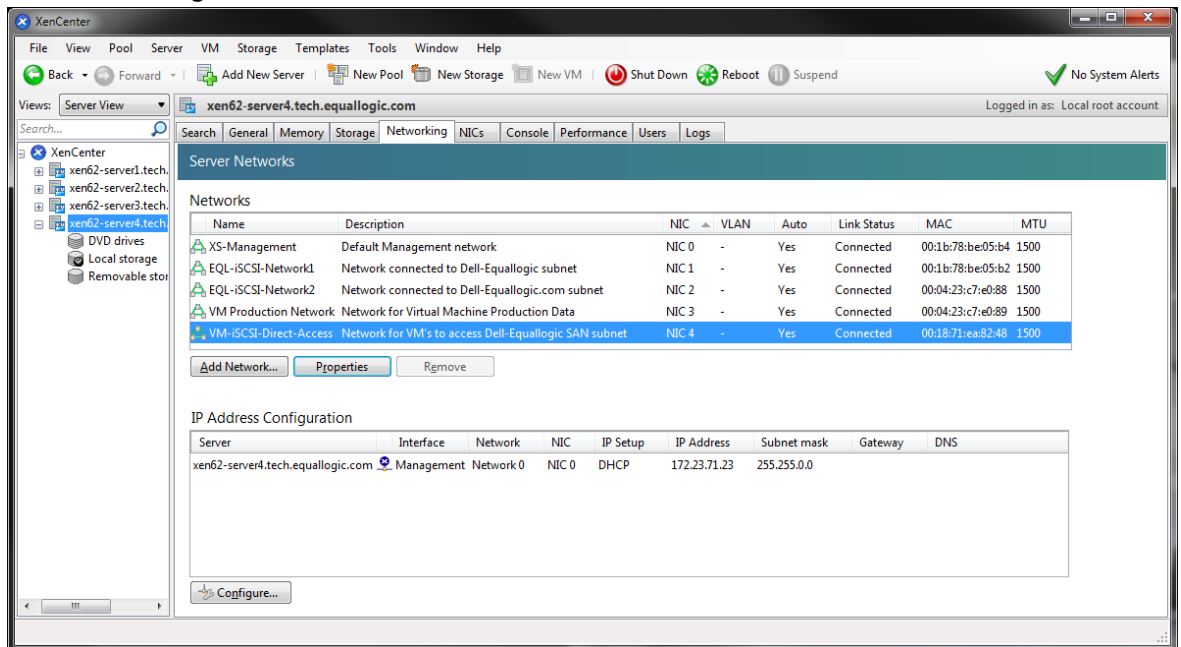 XenCenter
File View Pool Server VM Storage Templates Tools Window Help
Back Forward Add New Server New Pool New Storage New VM Shut Down Reboot Suspend No System Alerts
Views: Server View xen62-server4.tech.equallogic.com Logged in as: Local root account
Search... Search General Memory Storage Networking NICs Console Performance Users Logs
XenCenter
xen62-server1.tech.
xen62-server2.tech.
xen62-server3.tech.
xen62-server4.tech.
DVD drives
Local storage
Removable stor
Server Networks
Networks
Name Description NIC VLAN Auto Link Status MAC MTU
XS-Management Default Management network NIC 0 - Yes Connected 00:1b:78:be:05:b4 1500
EQL-iSCSI-Network1 Network connected to Dell-Equallogic subnet NIC 1 - Yes Connected 00:1b:78:be:05:b2 1500
EQL-iSCSI-Network2 Network connected to Dell-Equallogic.com subnet NIC 2 - Yes Connected 00:04:23:c7:e0:88 1500
VM Production Network Network for Virtual Machine Production Data NIC 3 - Yes Connected 00:04:23:c7:e0:89 1500
VM-iSCSI-Direct-Access Network for VM's to access Dell-Equallogic SAN subnet NIC 4 - Yes Connected 00:18:71:ea:82:48 1500
Add Network... Properties Remove
IP Address Configuration
Server Interface Network NIC IP Setup IP Address Subnet mask Gateway DNS
xen62-server4.tech.equallogic.com Management Network 0 NIC 0 DHCP 172.23.71.23 255.255.0.0
Configure...